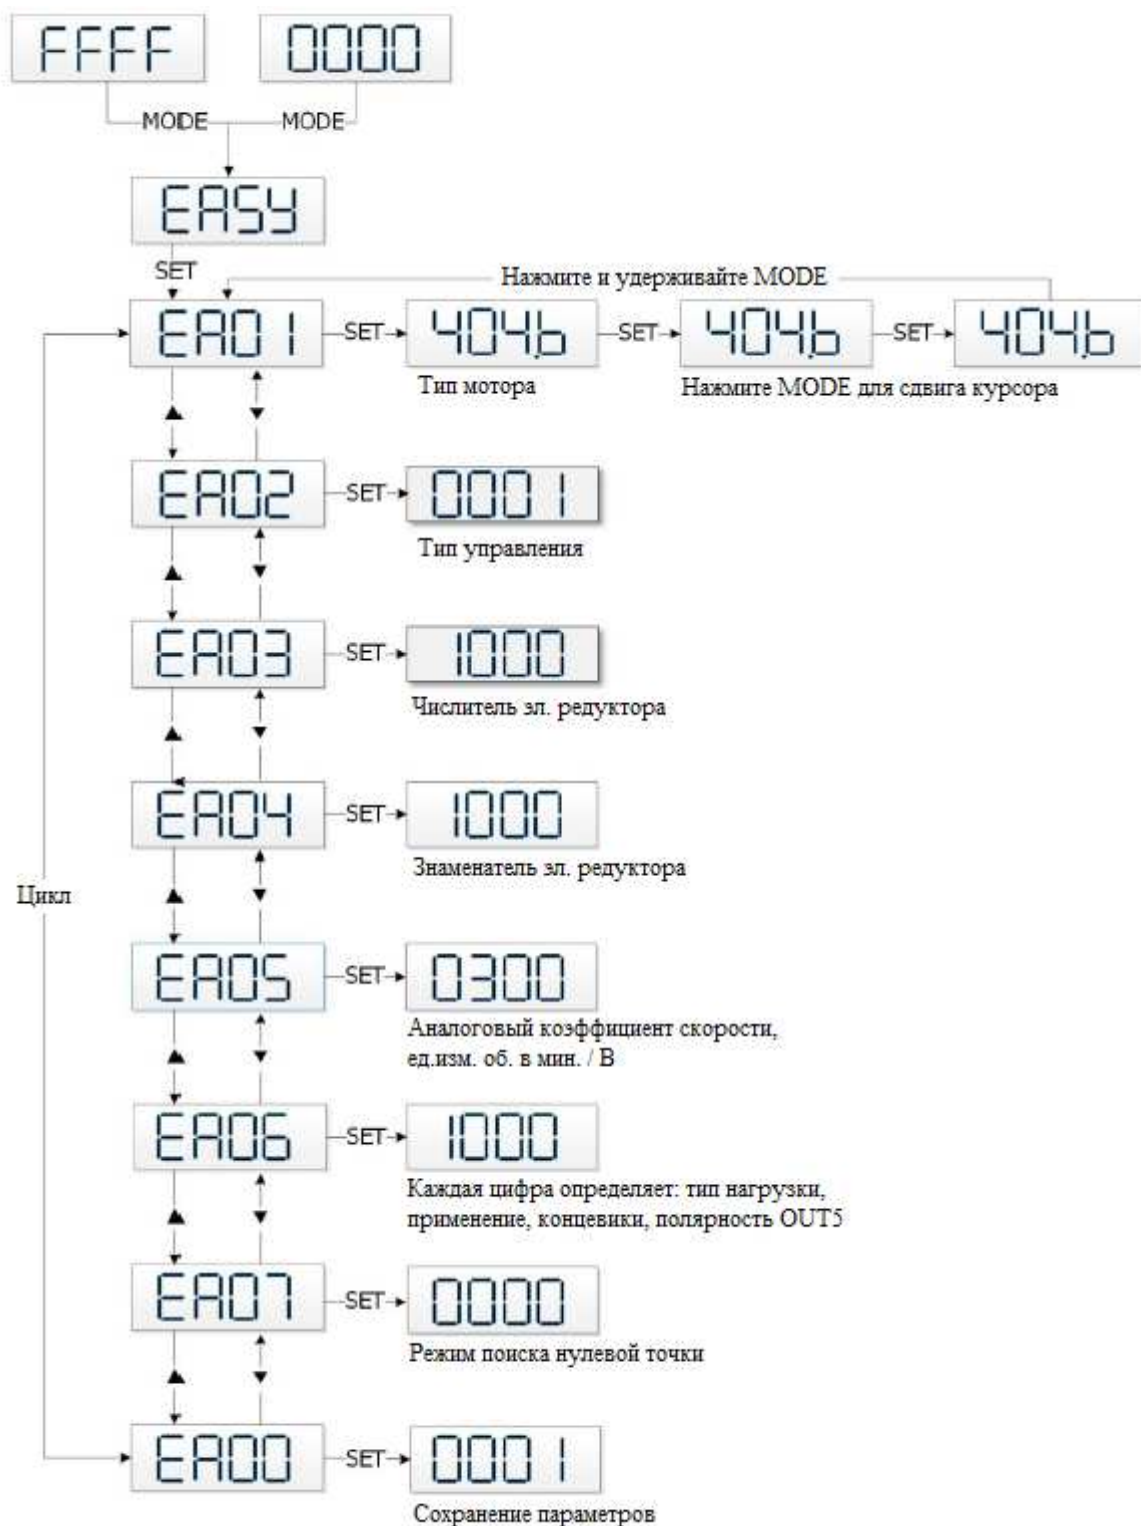 FFFF 0000
MODE MODE
EASY
SET
Нажмите и удерживайте MODE
EA01 SET 404.b SET 404.b SET 404.b
Тип мотора
Нажмите MODE для сдвига курсора
EA02 SET 0001
Тип управления
EA03 SET 1000
Числитель эл. редуктора
EA04 SET 1000
Знаменатель эл. редуктора
Цикл
EA05 SET 0300
Аналоговый коэффициент скорости,
ед.изм. об. в мин. / В
EA06 SET 1000
Каждая цифра определяет: тип нагрузки,
применение, концевики, полярность OUT5
EA07 SET 0000
Режим поиска нулевой точки
EA00 SET 0001
Сохранение параметров